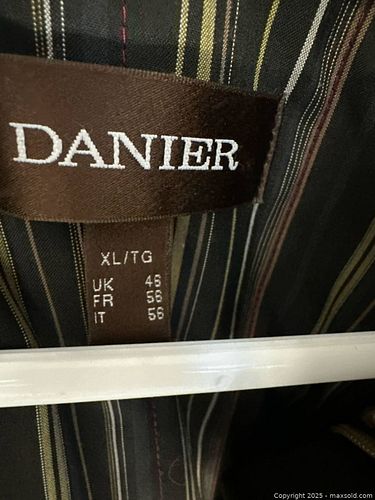 DANIER
XL/TG
UK 46
FR 56
IT 56
Copyright 2025 - maxsold.com